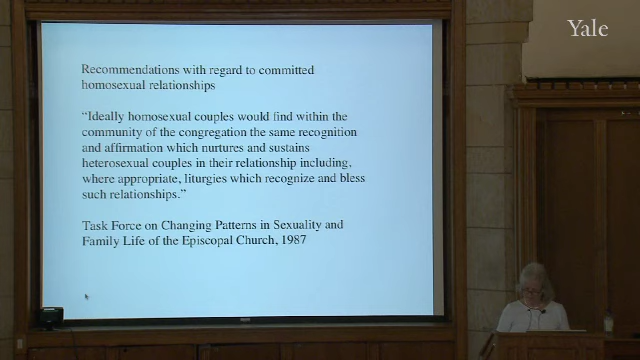 Yale
Recommendations with regard to committed
homosexual relationships
“Ideally homosexual couples would find within the
community of the congregation the same recognition
and affirmation which nurtures and sustains
heterosexual couples in their relationship including,
where appropriate, liturgies which recognize and bless
such relationships.”
Task Force on Changing Patterns in Sexuality and
Family Life of the Episcopal Church, 1987